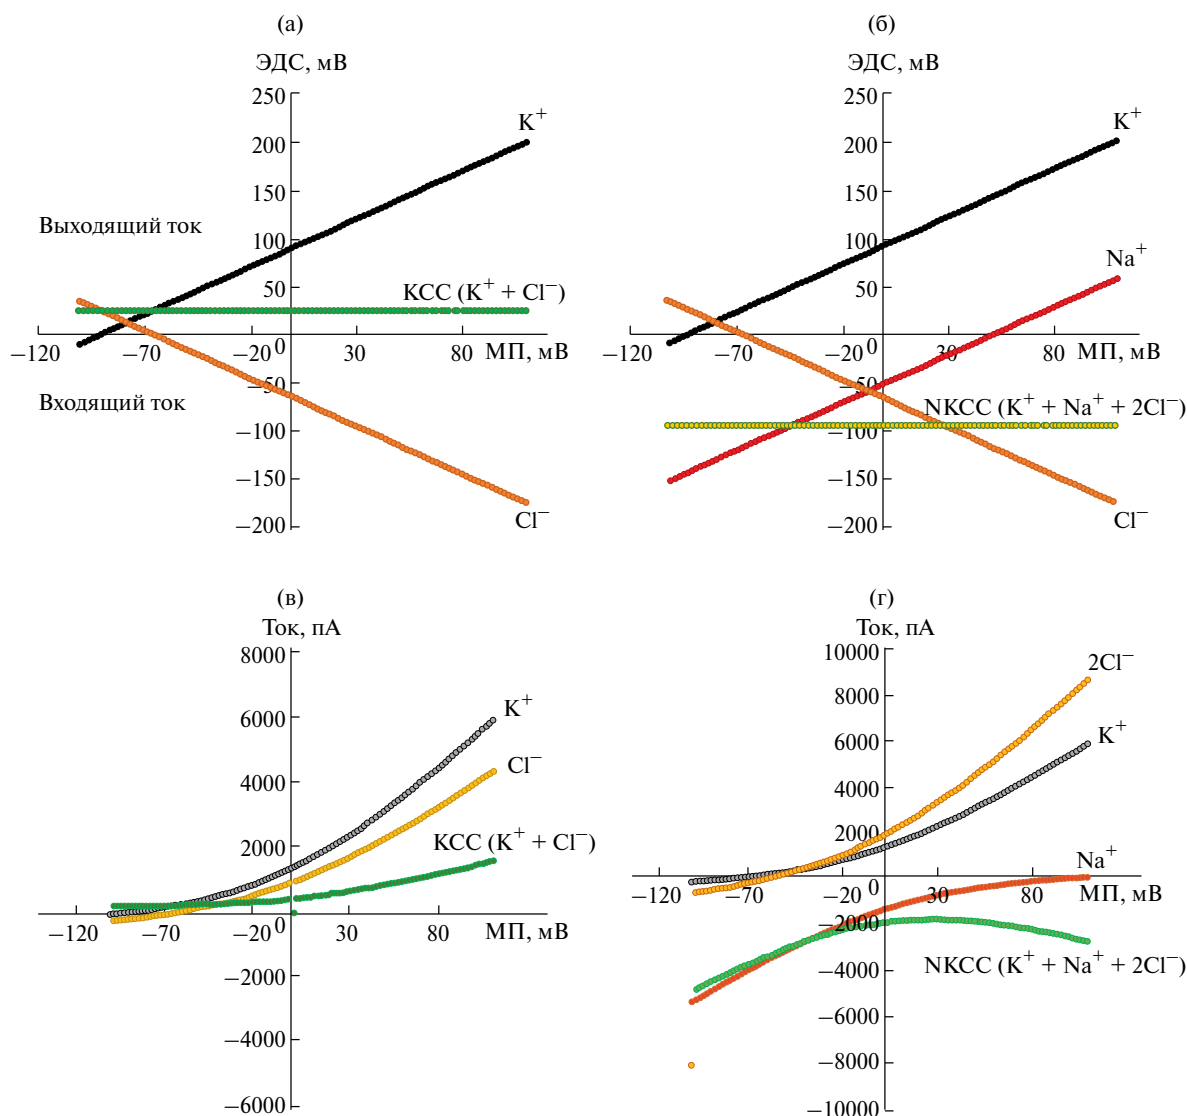 (а)
ЭДС, мВ
250
200
150
100
50
0
−50
−100
−150
−200
−120
−70
−20
30
80
МП, мВ
K⁺
Выходящий ток
KCC (K⁺ + Cl⁻)
Входящий ток
Cl⁻
(б)
ЭДС, мВ
250
200
150
100
50
0
−50
−100
−150
−200
−120
−70
−20
30
80
МП, мВ
K⁺
Na⁺
NKCC (K⁺ + Na⁺ + 2Cl⁻)
Cl⁻
(в)
Ток, пА
8000
6000
4000
2000
0
−2000
−4000
−6000
−120
−70
−20
30
80
МП, мВ
K⁺
Cl⁻
KCC (K⁺ + Cl⁻)
(г)
Ток, пА
10000
8000
6000
4000
2000
0
−2000
−4000
−6000
−8000
−10000
−120
−70
−20
30
80
МП, мВ
2Cl⁻
K⁺
Na⁺
NKCC (K⁺ + Na⁺ + 2Cl⁻)